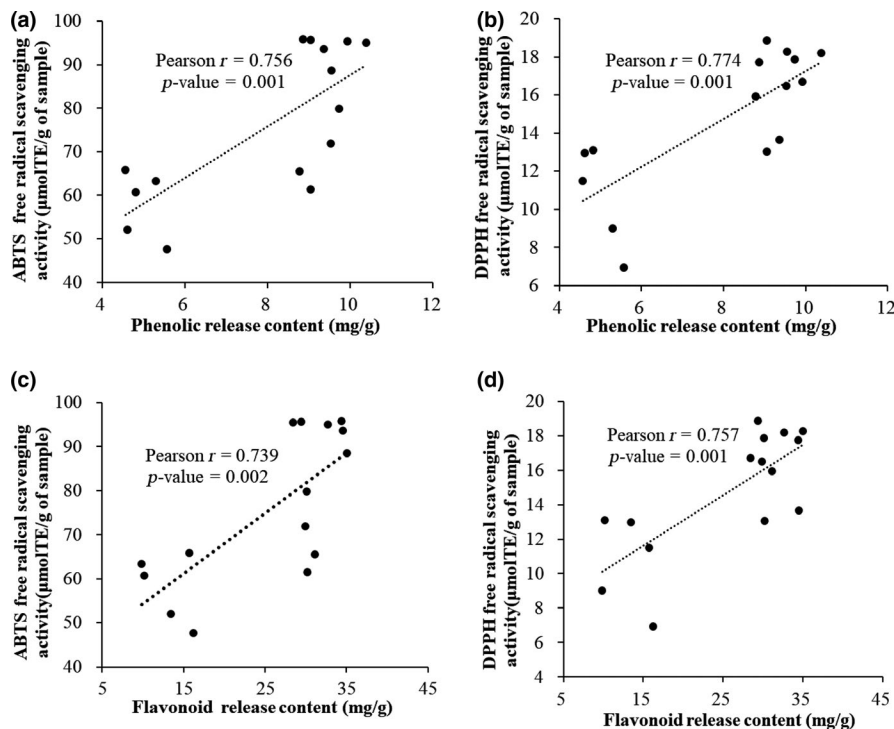 (a)
100
90
80
70
60
50
40
ABTS free radical scavenging
activity (µmolTE/g of sample)
Pearson r = 0.756
p-value = 0.001
4 6 8 10 12
Phenolic release content (mg/g)
(b)
20
18
16
14
12
10
8
6
DPPH free radical scavenging
activity (µmolTE/g of sample)
Pearson r = 0.774
p-value = 0.001
4 6 8 10 12
Phenolic release content (mg/g)
(c)
100
90
80
70
60
50
40
ABTS free radical scavenging
activity(µmolTE/g of sample)
Pearson r = 0.739
p-value = 0.002
5 15 25 35 45
Flavonoid release content (mg/g)
(d)
20
18
16
14
12
10
8
6
4
DPPH free radical scavenging
activity(µmolTE/g of sample)
Pearson r = 0.757
p-value = 0.001
5 15 25 35 45
Flavonoid release content (mg/g)